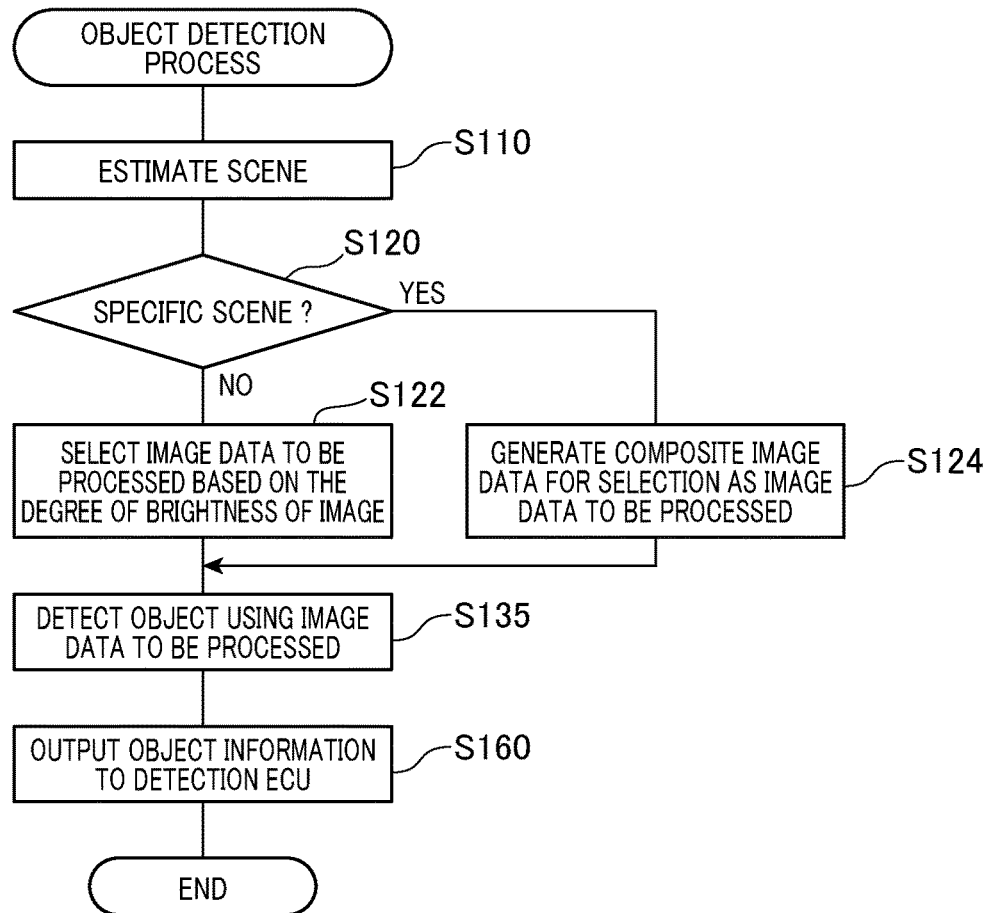 OBJECT DETECTION
PROCESS
S110
ESTIMATE SCENE
S120
SPECIFIC SCENE ?
YES
NO
S122
SELECT IMAGE DATA TO BE
PROCESSED BASED ON THE
DEGREE OF BRIGHTNESS OF IMAGE
GENERATE COMPOSITE IMAGE
DATA FOR SELECTION AS IMAGE
DATA TO BE PROCESSED
S124
DETECT OBJECT USING IMAGE
DATA TO BE PROCESSED
S135
OUTPUT OBJECT INFORMATION
TO DETECTION ECU
S160
END